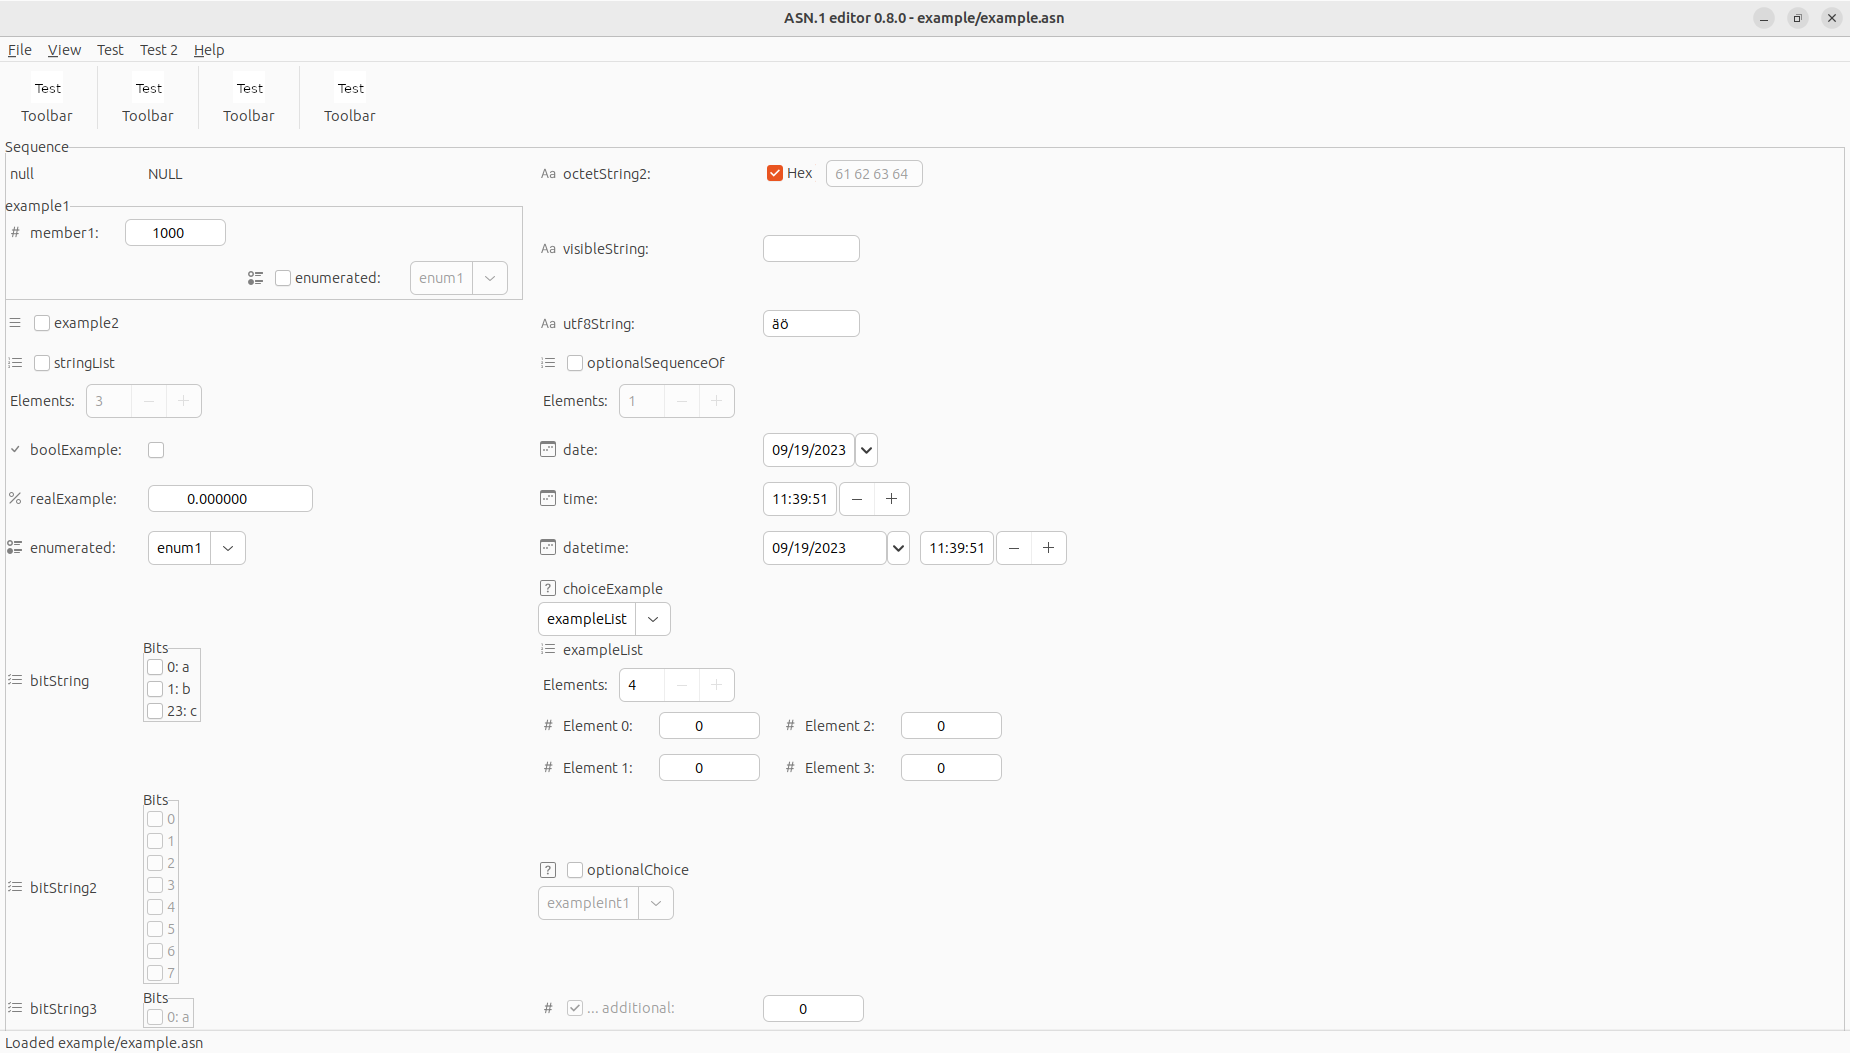 ASN.1 editor 0.8.0 - example/example.asn
File View Test Test 2 Help
Test Test Test Test
Toolbar Toolbar Toolbar Toolbar
Sequence
null NULL
example1
member1: 1000
enumerated: enum1
example2
stringList
Elements: 3
boolExample:
realExample: 0.000000
enumerated: enum1
bitString
Bits
0: a
1: b
23: c
bitString2
Bits
0
1
2
3
4
5
6
7
bitString3
Bits
0: a
Aa octetString2: Hex 61 62 63 64
Aa visibleString:
Aa utf8String: äö
optionalSequenceOf
Elements: 1
date: 09/19/2023
time: 11:39:51 − +
datetime: 09/19/2023 11:39:51 − +
? choiceExample
exampleList
exampleList
Elements: 4
# Element 0: 0 # Element 2: 0
# Element 1: 0 # Element 3: 0
? optionalChoice
exampleInt1
# ... additional: 0
Loaded example/example.asn